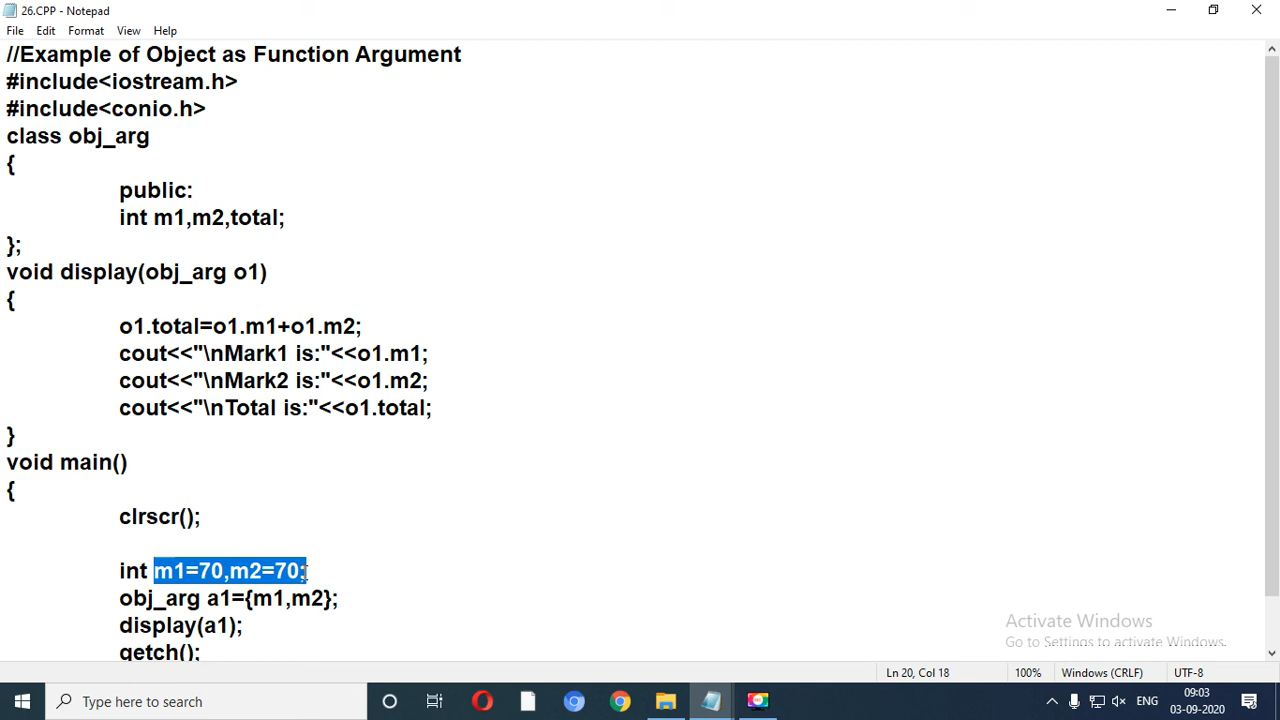 26.CPP - Notepad
File Edit Format View Help
//Example of Object as Function Argument
#include<iostream.h>
#include<conio.h>
class obj_arg
{
public:
int m1,m2,total;
};
void display(obj_arg o1)
{
o1.total=o1.m1+o1.m2;
cout<<"\nMark1 is:"<<o1.m1;
cout<<"\nMark2 is:"<<o1.m2;
cout<<"\nTotal is:"<<o1.total;
}
void main()
{
clrscr();
int m1=70,m2=70;
obj_arg a1={m1,m2};
display(a1);
getch();
Activate Windows
Go to Settings to activate Windows.
Ln 20, Col 18 100% Windows (CRLF) UTF-8
Type here to search
ENG
09:03
03-09-2020